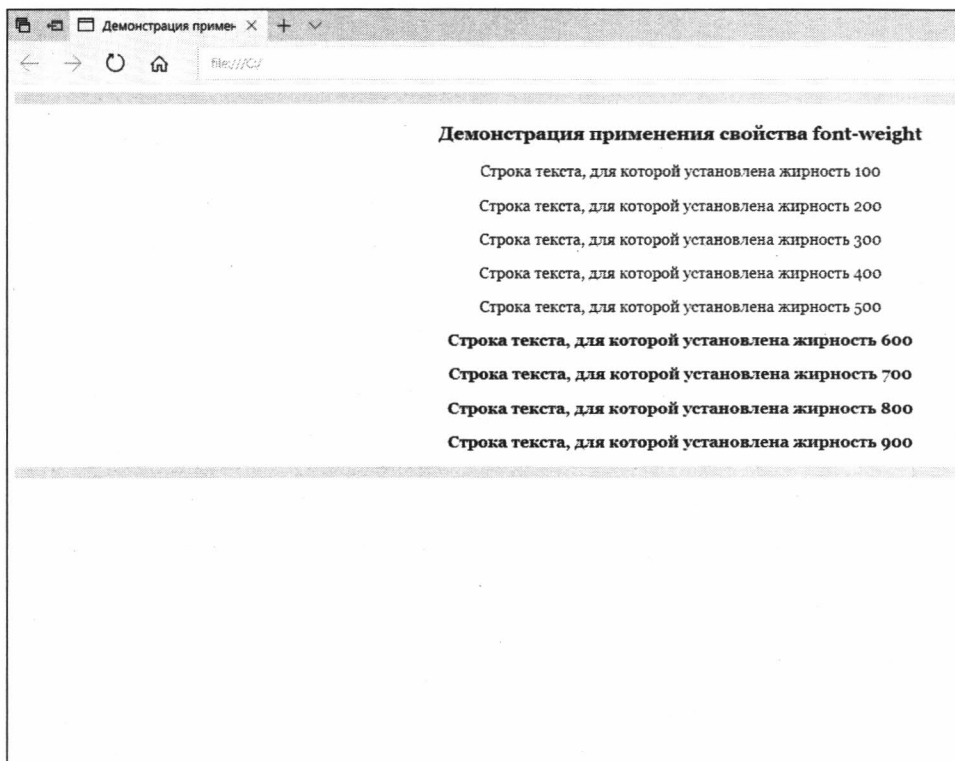 Демонстрация примен
file:///C:/
Демонстрация применения свойства font-weight
Строка текста, для которой установлена жирность 100
Строка текста, для которой установлена жирность 200
Строка текста, для которой установлена жирность 300
Строка текста, для которой установлена жирность 400
Строка текста, для которой установлена жирность 500
Строка текста, для которой установлена жирность 600
Строка текста, для которой установлена жирность 700
Строка текста, для которой установлена жирность 800
Строка текста, для которой установлена жирность 900